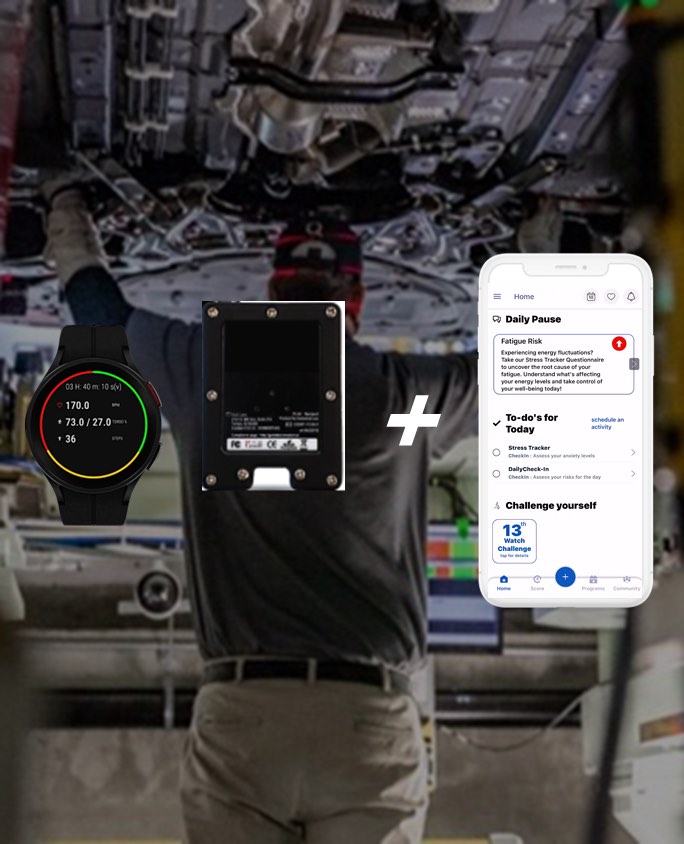 03 H: 40 m: 10 s(v)
170.0 BPM
73.0 / 27.0
36 STEPS
FC CE
+
Home
Daily Pause
Fatigue Risk
Experiencing energy fluctuations?
Take our Stress Tracker Questionnaire
to uncover the root cause of your
fatigue. Understand what's affecting
your energy levels and take control of
your well-being today!
To-do's for
Today
schedule an
activity
Stress Tracker
CheckIn : Assess your anxiety levels
DailyCheck-In
CheckIn : Assess your risks for the day
Challenge yourself
13th
Watch
Challenge
tap for details
+
Home
Score
Programs
Community